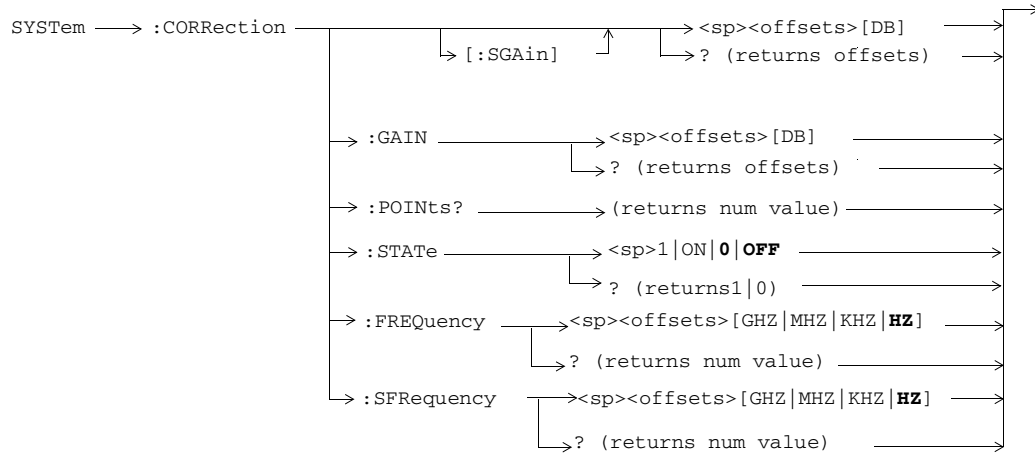 SYSTem :CORRection <sp><offsets>[DB]
[:SGAin] ? (returns offsets)
:GAIN <sp><offsets>[DB]
? (returns offsets)
:POINts? (returns num value)
:STATe <sp>1|ON|0|OFF
? (returns1|0)
:FREQuency <sp><offsets>[GHZ|MHZ|KHZ|HZ]
? (returns num value)
:SFRequency <sp><offsets>[GHZ|MHZ|KHZ|HZ]
? (returns num value)